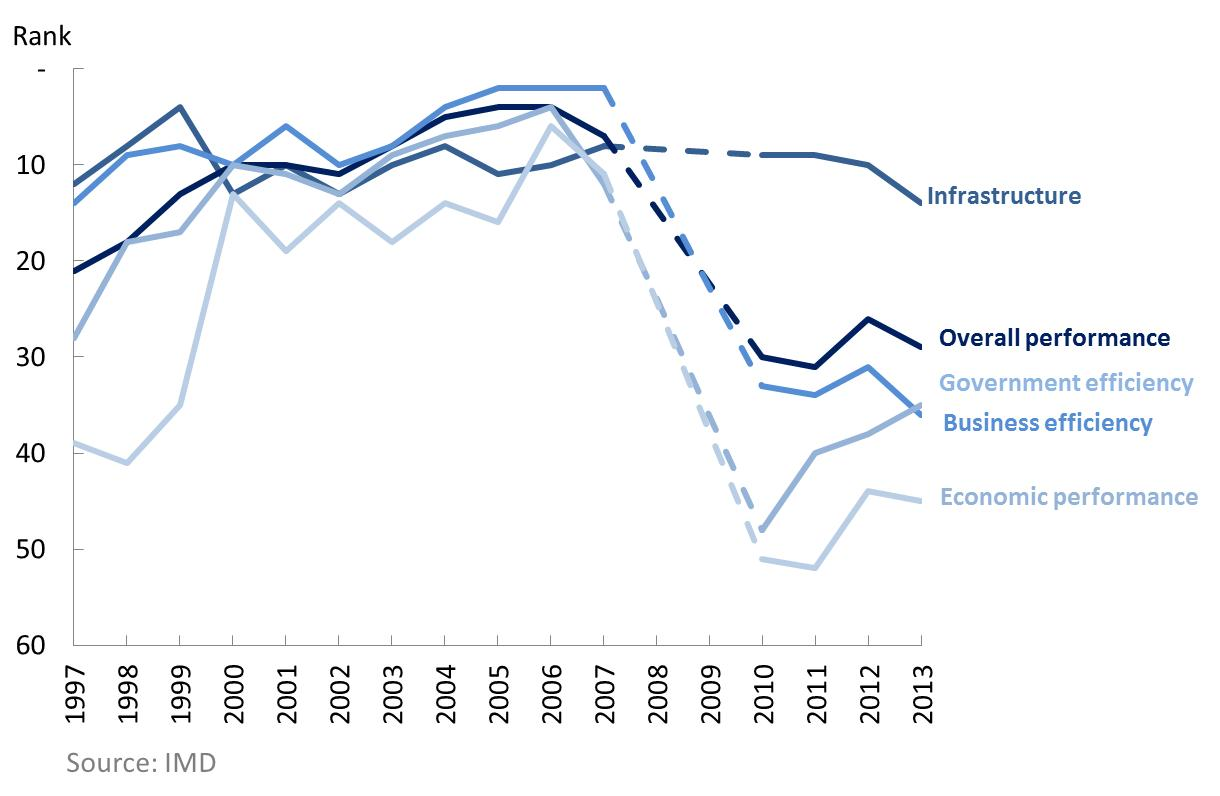 Rank
-
10
20
30
40
50
60
Infrastructure
Overall performance
Government efficiency
Business efficiency
Economic performance
1997 1998 1999 2000 2001 2002 2003 2004 2005 2006 2007 2008 2009 2010 2011 2012 2013
Source: IMD